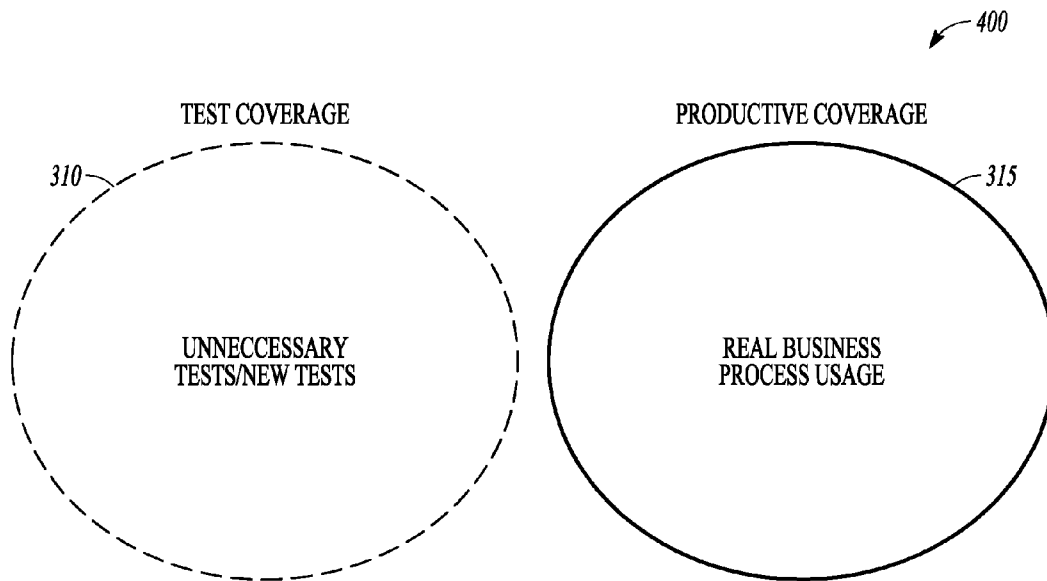 400
TEST COVERAGE
PRODUCTIVE COVERAGE
310
315
UNNECCESSARY
TESTS/NEW TESTS
REAL BUSINESS
PROCESS USAGE